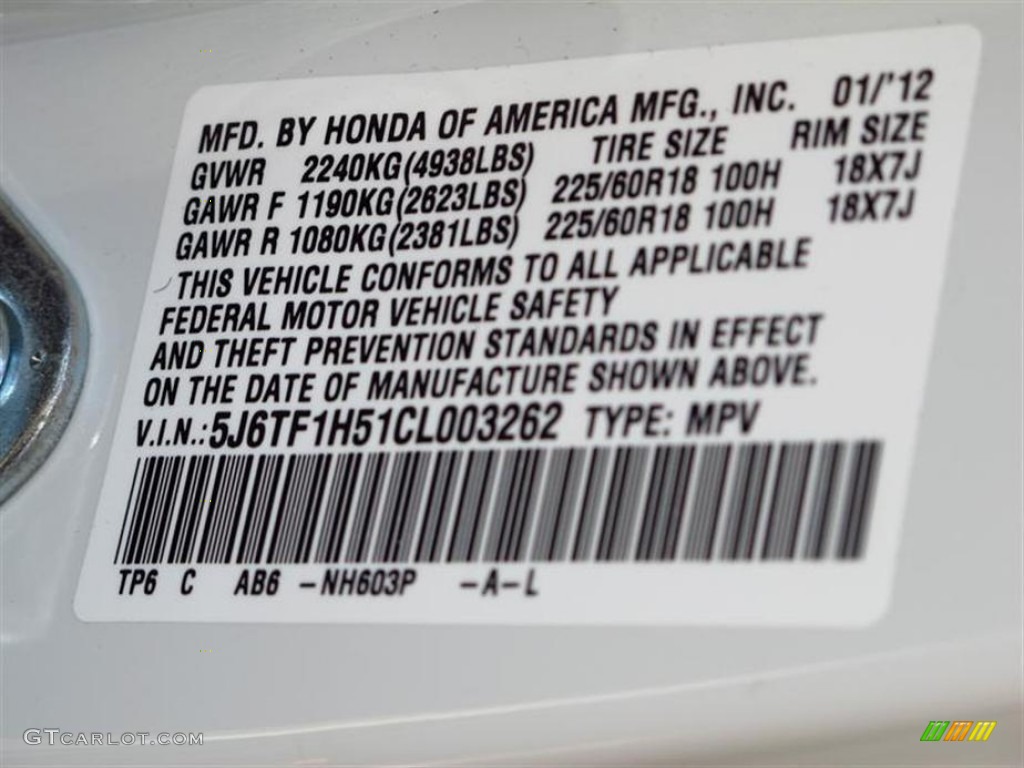 MFD. BY HONDA OF AMERICA MFG., INC. 01/'12
GVWR 2240KG(4938LBS) TIRE SIZE RIM SIZE
GAWR F 1190KG(2623LBS) 225/60R18 100H 18X7J
GAWR R 1080KG(2381LBS) 225/60R18 100H 18X7J
THIS VEHICLE CONFORMS TO ALL APPLICABLE
FEDERAL MOTOR VEHICLE SAFETY
AND THEFT PREVENTION STANDARDS IN EFFECT
ON THE DATE OF MANUFACTURE SHOWN ABOVE.
V.I.N.:5J6TF1H51CL003262 TYPE: MPV
TP6 C AB6 -NH603P -A-L
GTCARLOT.COM